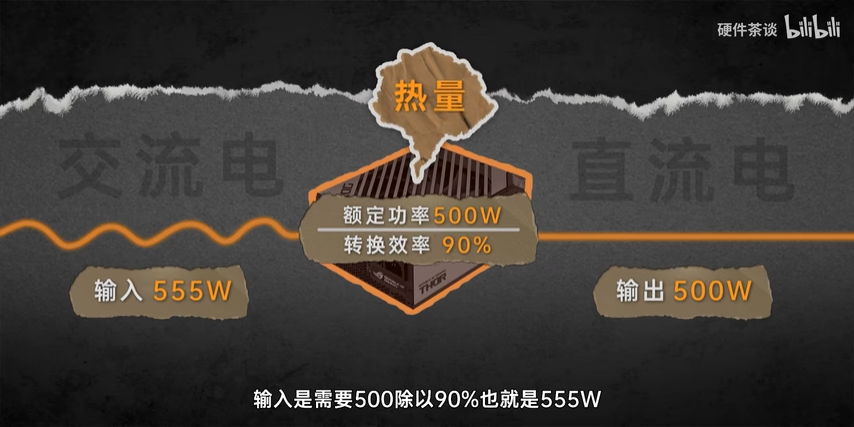 硬件茶谈 bilibili
热量
交流电
直流电
额定功率500W
转换效率 90%
THOR
输入 555W
输出 500W
输入是需要500除以90%也就是555W